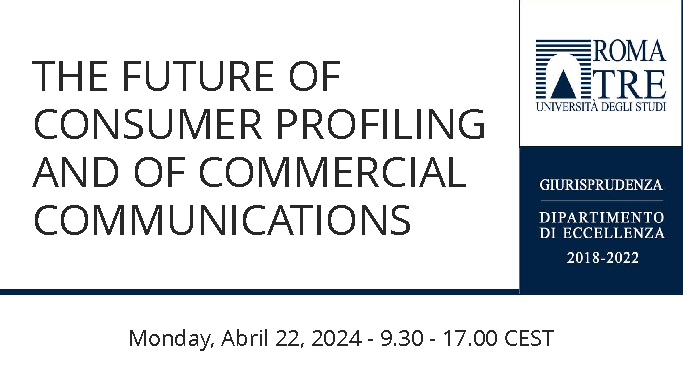 THE FUTURE OF
CONSUMER PROFILING
AND OF COMMERCIAL
COMMUNICATIONS
ROMA
TRE
UNIVERSITÀ DEGLI STUDI
GIURISPRUDENZA
DIPARTIMENTO
DI ECCELLENZA
2018-2022
Monday, Abril 22, 2024 - 9.30 - 17.00 CEST